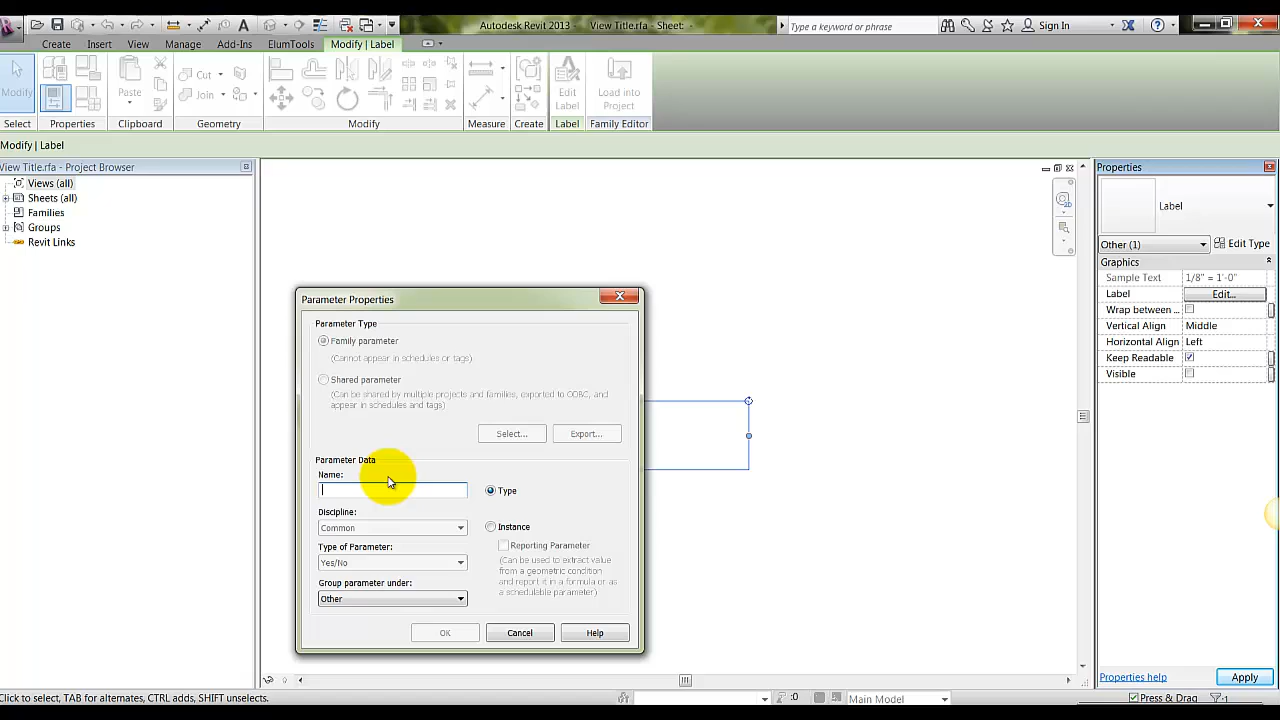 Autodesk Revit 2013 - View Title.rfa - Sheet: -
Type a keyword or phrase
Sign In
Create Insert View Manage Add-Ins ElumTools Modify | Label
Modify
Paste
Cut
Join
Edit Label
Load into Project
Select Properties Clipboard Geometry Modify Measure Create Label Family Editor
Modify | Label
View Title.rfa - Project Browser
Views (all)
Sheets (all)
Families
Groups
Revit Links
Parameter Properties
Parameter Type
Family parameter
(Cannot appear in schedules or tags)
Shared parameter
(Can be shared by multiple projects and families, exported to ODBC, and
appear in schedules and tags)
Select... Export...
Parameter Data
Name:
Type
Discipline:
Common
Instance
Reporting Parameter
(Can be used to extract value
from a geometric condition
and report it in a formula or as
a schedulable parameter)
Type of Parameter:
Yes/No
Group parameter under:
Other
OK Cancel Help
Properties
Label
Other (1) Edit Type
Graphics
Sample Text 1/8" = 1'-0"
Label Edit...
Wrap between ...
Vertical Align Middle
Horizontal Align Left
Keep Readable
Visible
Properties help Apply
Click to select, TAB for alternates, CTRL adds, SHIFT unselects.
:0
Main Model
Press & Drag
:1